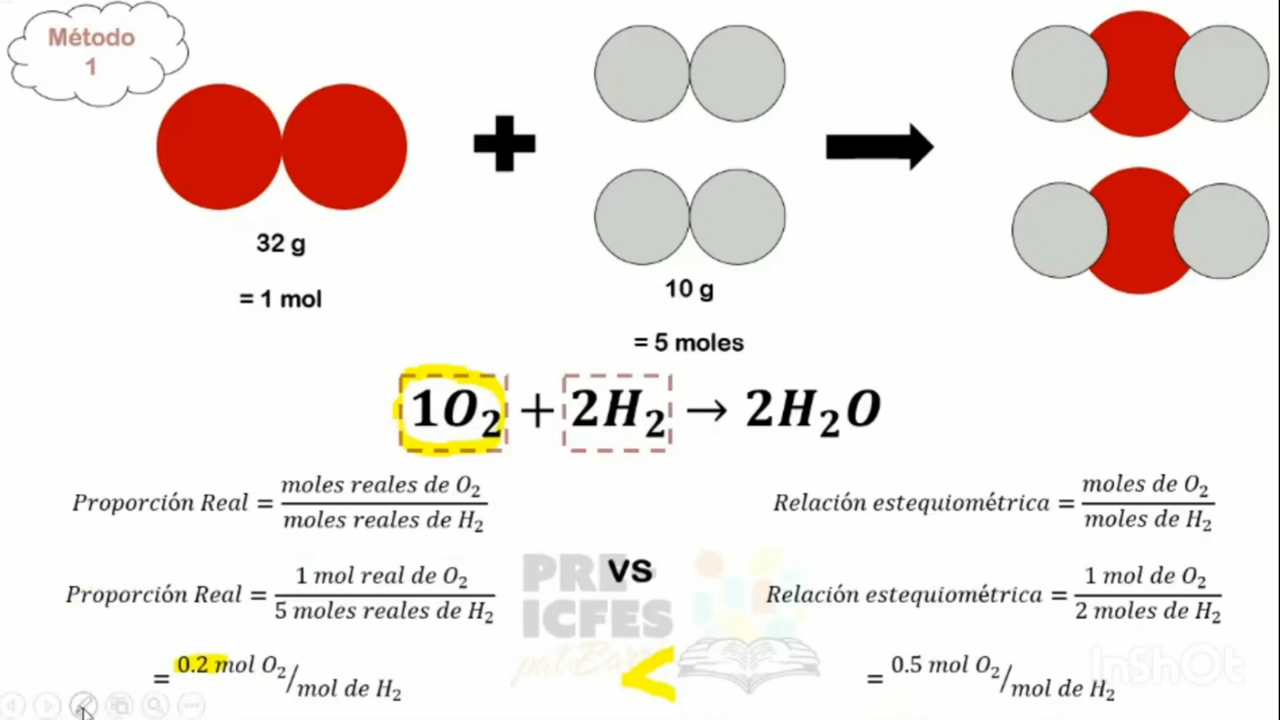 Método
1
32 g
= 1 mol
10 g
= 5 moles
1O₂ + 2H₂ → 2H₂O
Proporción Real = moles reales de O₂ / moles reales de H₂
Relación estequiométrica = moles de O₂ / moles de H₂
Proporción Real = 1 mol real de O₂ / 5 moles reales de H₂
vs
Relación estequiométrica = 1 mol de O₂ / 2 moles de H₂
PRE
ICFES
pal Barrio
= 0.2 mol O₂/mol de H₂
<
= 0.5 mol O₂/mol de H₂
InShOt